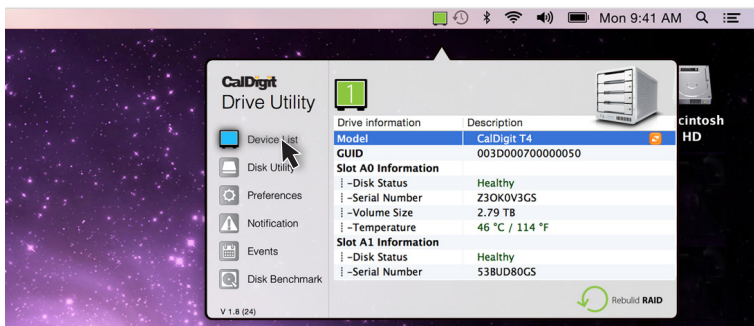 Mon 9:41 AM
CalDigit
Drive Utility
1
Drive information Description
Device List
Model CalDigit T4
GUID 003D000700000050
Slot A0 Information
Disk Utility
-Disk Status Healthy
-Serial Number Z3OK0V3GS
Preferences
-Volume Size 2.79 TB
-Temperature 46 °C / 114 °F
Notification
Slot A1 Information
Events
-Disk Status Healthy
-Serial Number 53BUD80GS
Disk Benchmark
Rebulid RAID
V 1.8 (24)
cintosh
HD